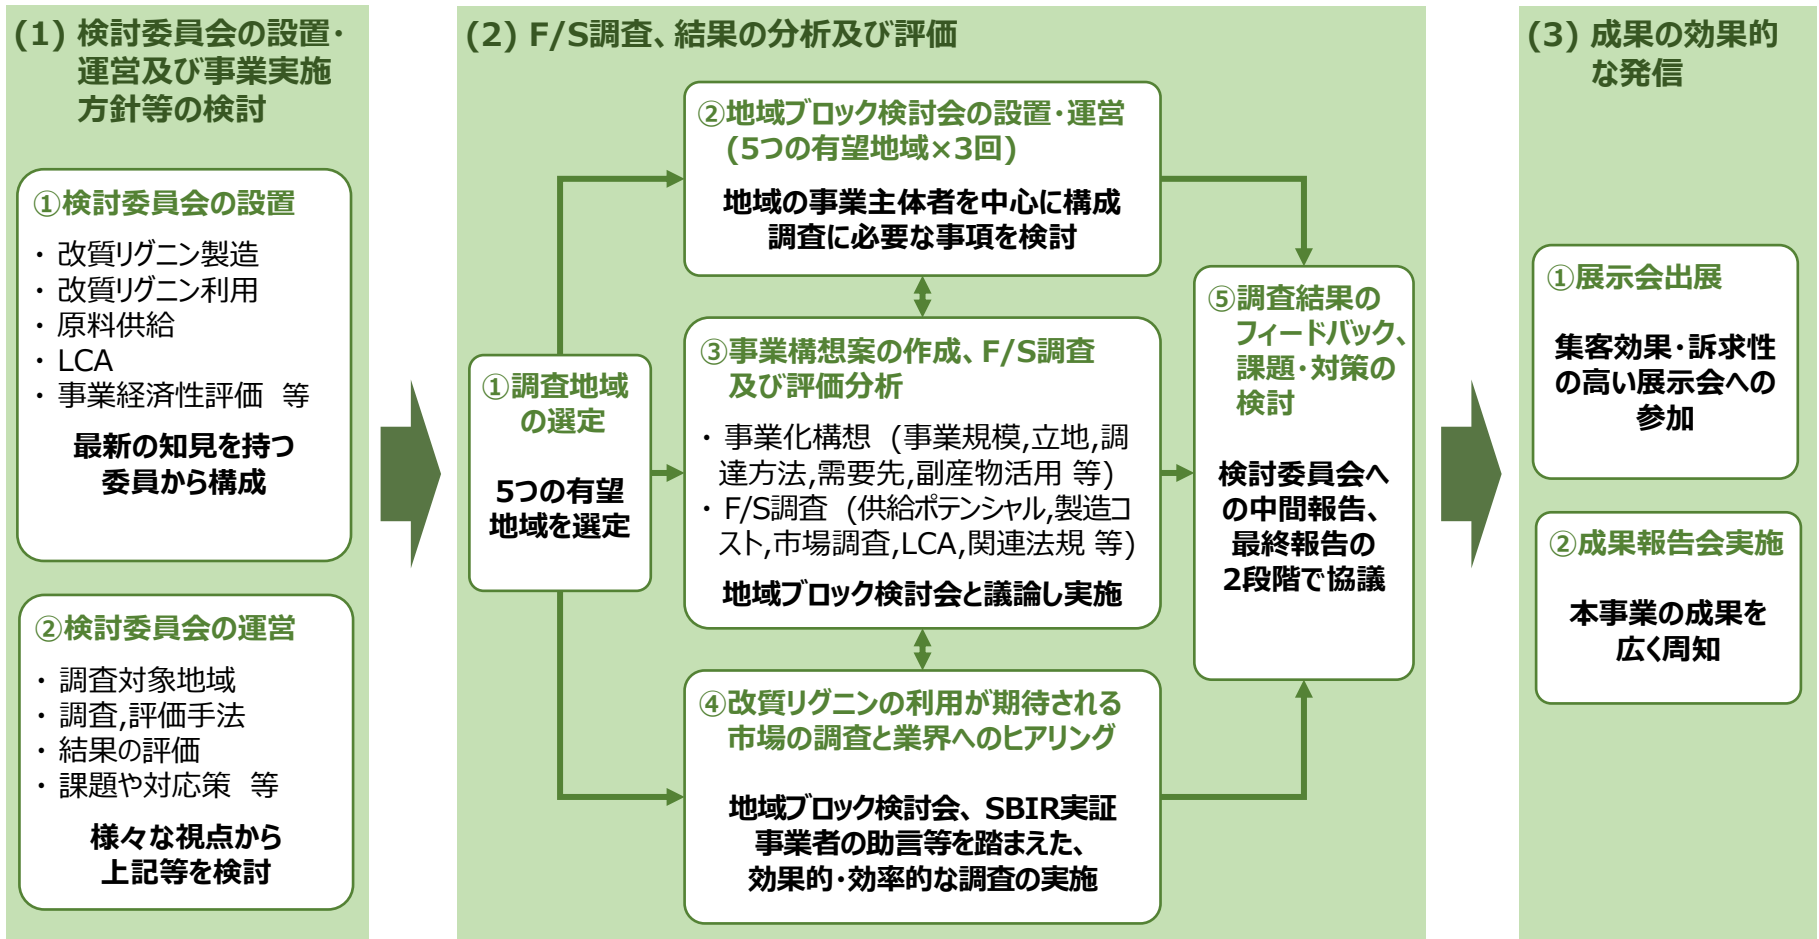 (1) 検討委員会の設置・
運営及び事業実施
方針等の検討
①検討委員会の設置
・ 改質リグニン製造
・ 改質リグニン利用
・ 原料供給
・ LCA
・ 事業経済性評価 等
最新の知見を持つ
委員から構成
②検討委員会の運営
・ 調査対象地域
・ 調査,評価手法
・ 結果の評価
・ 課題や対応策 等
様々な視点から
上記等を検討
(2) F/S調査、結果の分析及び評価
①調査地域
の選定
5つの有望
地域を選定
②地域ブロック検討会の設置・運営
(5つの有望地域×3回)
地域の事業主体者を中心に構成
調査に必要な事項を検討
③事業構想案の作成、F/S調査
及び評価分析
・ 事業化構想 (事業規模,立地,調
達方法,需要先,副産物活用 等)
・ F/S調査 (供給ポテンシャル,製造コ
スト,市場調査,LCA,関連法規 等)
地域ブロック検討会と議論し実施
④改質リグニンの利用が期待される
市場の調査と業界へのヒアリング
地域ブロック検討会、SBIR実証
事業者の助言等を踏まえた、
効果的・効率的な調査の実施
⑤調査結果の
フィードバック、
課題・対策の
検討
検討委員会へ
の中間報告、
最終報告の
2段階で協議
(3) 成果の効果的
な発信
①展示会出展
集客効果・訴求性
の高い展示会への
参加
②成果報告会実施
本事業の成果を
広く周知